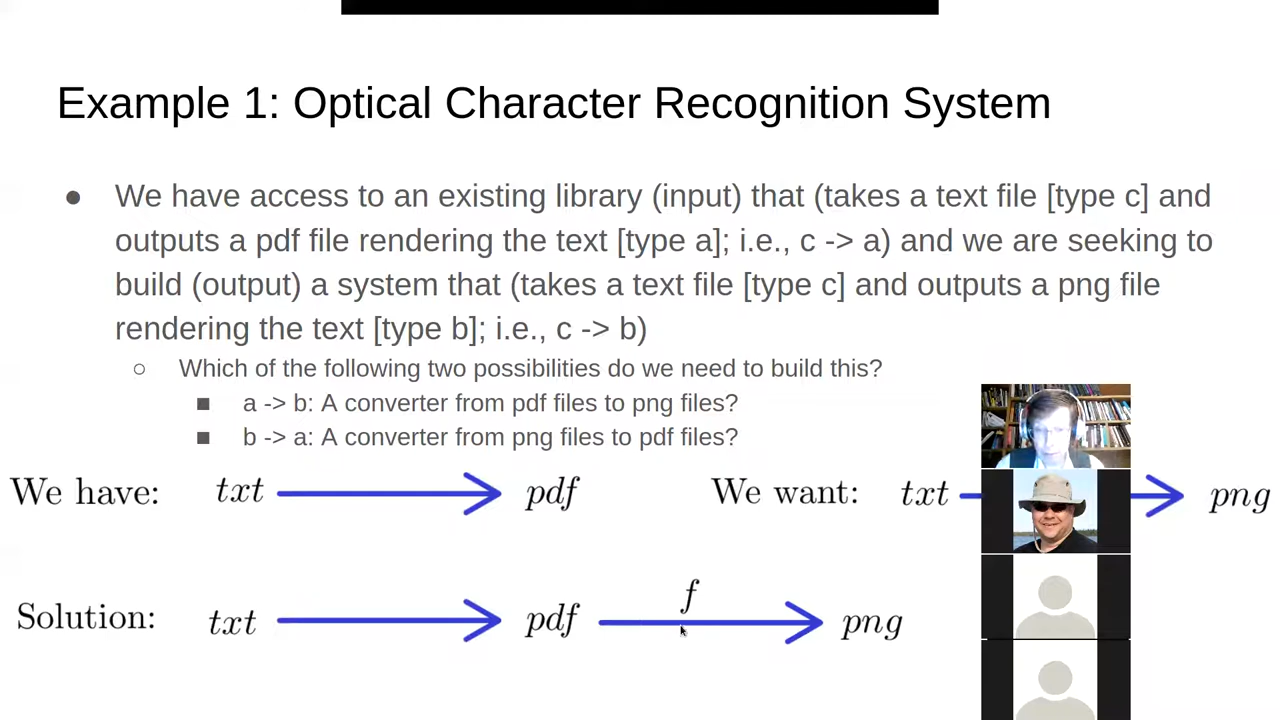 Example 1: Optical Character Recognition System
● We have access to an existing library (input) that (takes a text file [type c] and
outputs a pdf file rendering the text [type a]; i.e., c -> a) and we are seeking to
build (output) a system that (takes a text file [type c] and outputs a png file
rendering the text [type b]; i.e., c -> b)
○ Which of the following two possibilities do we need to build this?
■ a -> b: A converter from pdf files to png files?
■ b -> a: A converter from png files to pdf files?
We have: txt pdf We want: txt png
f
Solution: txt pdf png